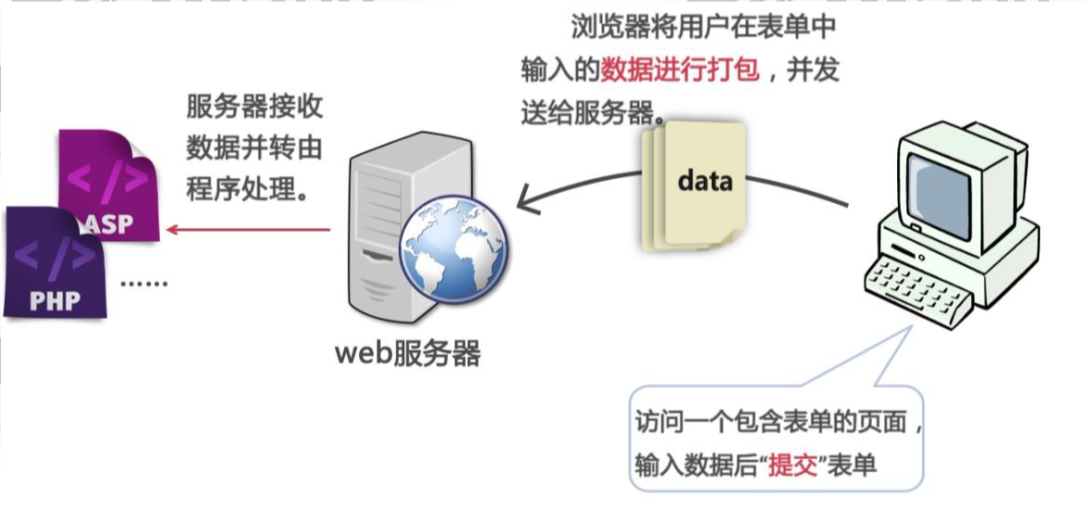 浏览器将用户在表单中
输入的数据进行打包，并发
送给服务器。
服务器接收
数据并转由
程序处理。
data
</>
ASP
</>
PHP
……
web服务器
访问一个包含表单的页面，
输入数据后“提交”表单